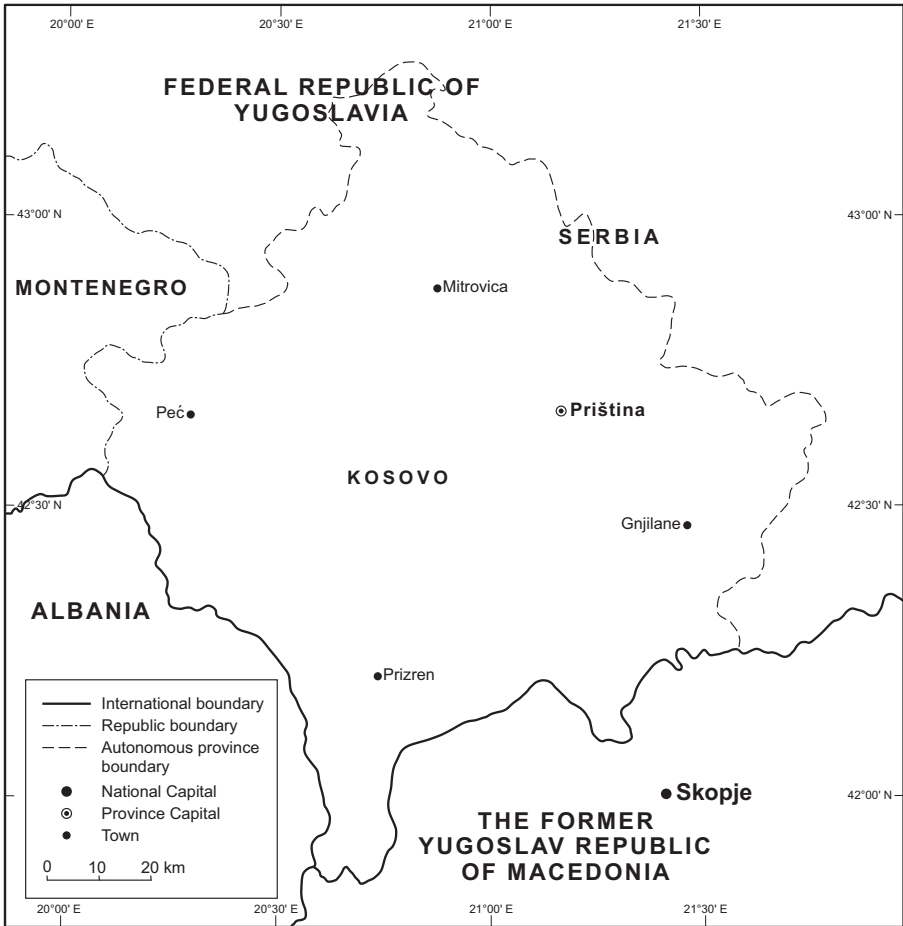 20°00' E
20°30' E
21°00' E
21°30' E
FEDERAL REPUBLIC OF
YUGOSLAVIA
43°00' N
43°00' N
SERBIA
MONTENEGRO
Mitrovica
Peć
Priština
KOSOVO
42°30' N
42°30' N
Gnjilane
ALBANIA
Prizren
International boundary
Republic boundary
Autonomous province
boundary
National Capital
Province Capital
Town
0 10 20 km
Skopje
42°00' N
THE FORMER
YUGOSLAV REPUBLIC
OF MACEDONIA
20°00' E
20°30' E
21°00' E
21°30' E